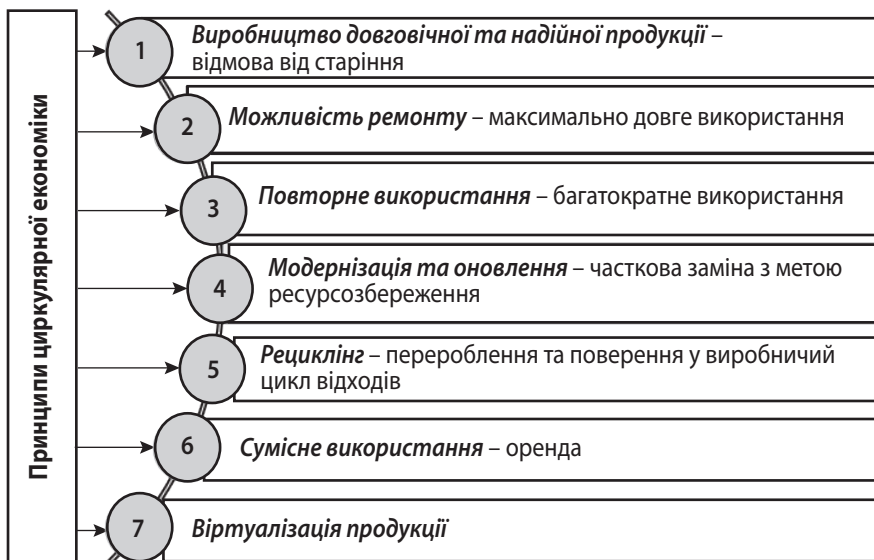 Принципи циркулярної економіки
1
Виробництво довговічної та надійної продукції –
відмова від старіння
2
Можливість ремонту – максимально довге використання
3
Повторне використання – багатократне використання
4
Модернізація та оновлення – часткова заміна з метою
ресурсозбереження
5
Рециклінг – перероблення та поверення у виробничий
цикл відходів
6
Сумісне використання – оренда
7
Віртуалізація продукції